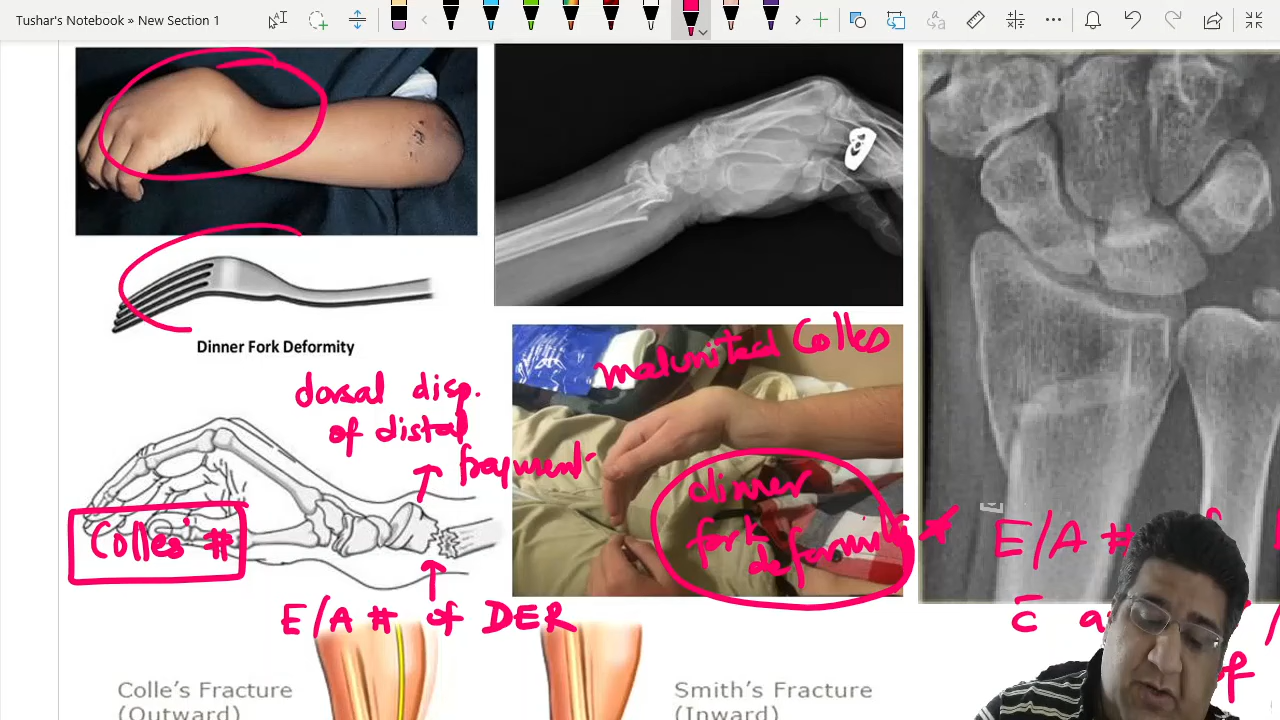 Tushar's Notebook » New Section 1
Dinner Fork Deformity
dorsal disp.
of distal
fragment
Colles #
E/A # of DER
malunited Colles
dinner
fork
deformity
E/A #
c̄
Colle's Fracture
(Outward)
Smith's Fracture
(Inward)